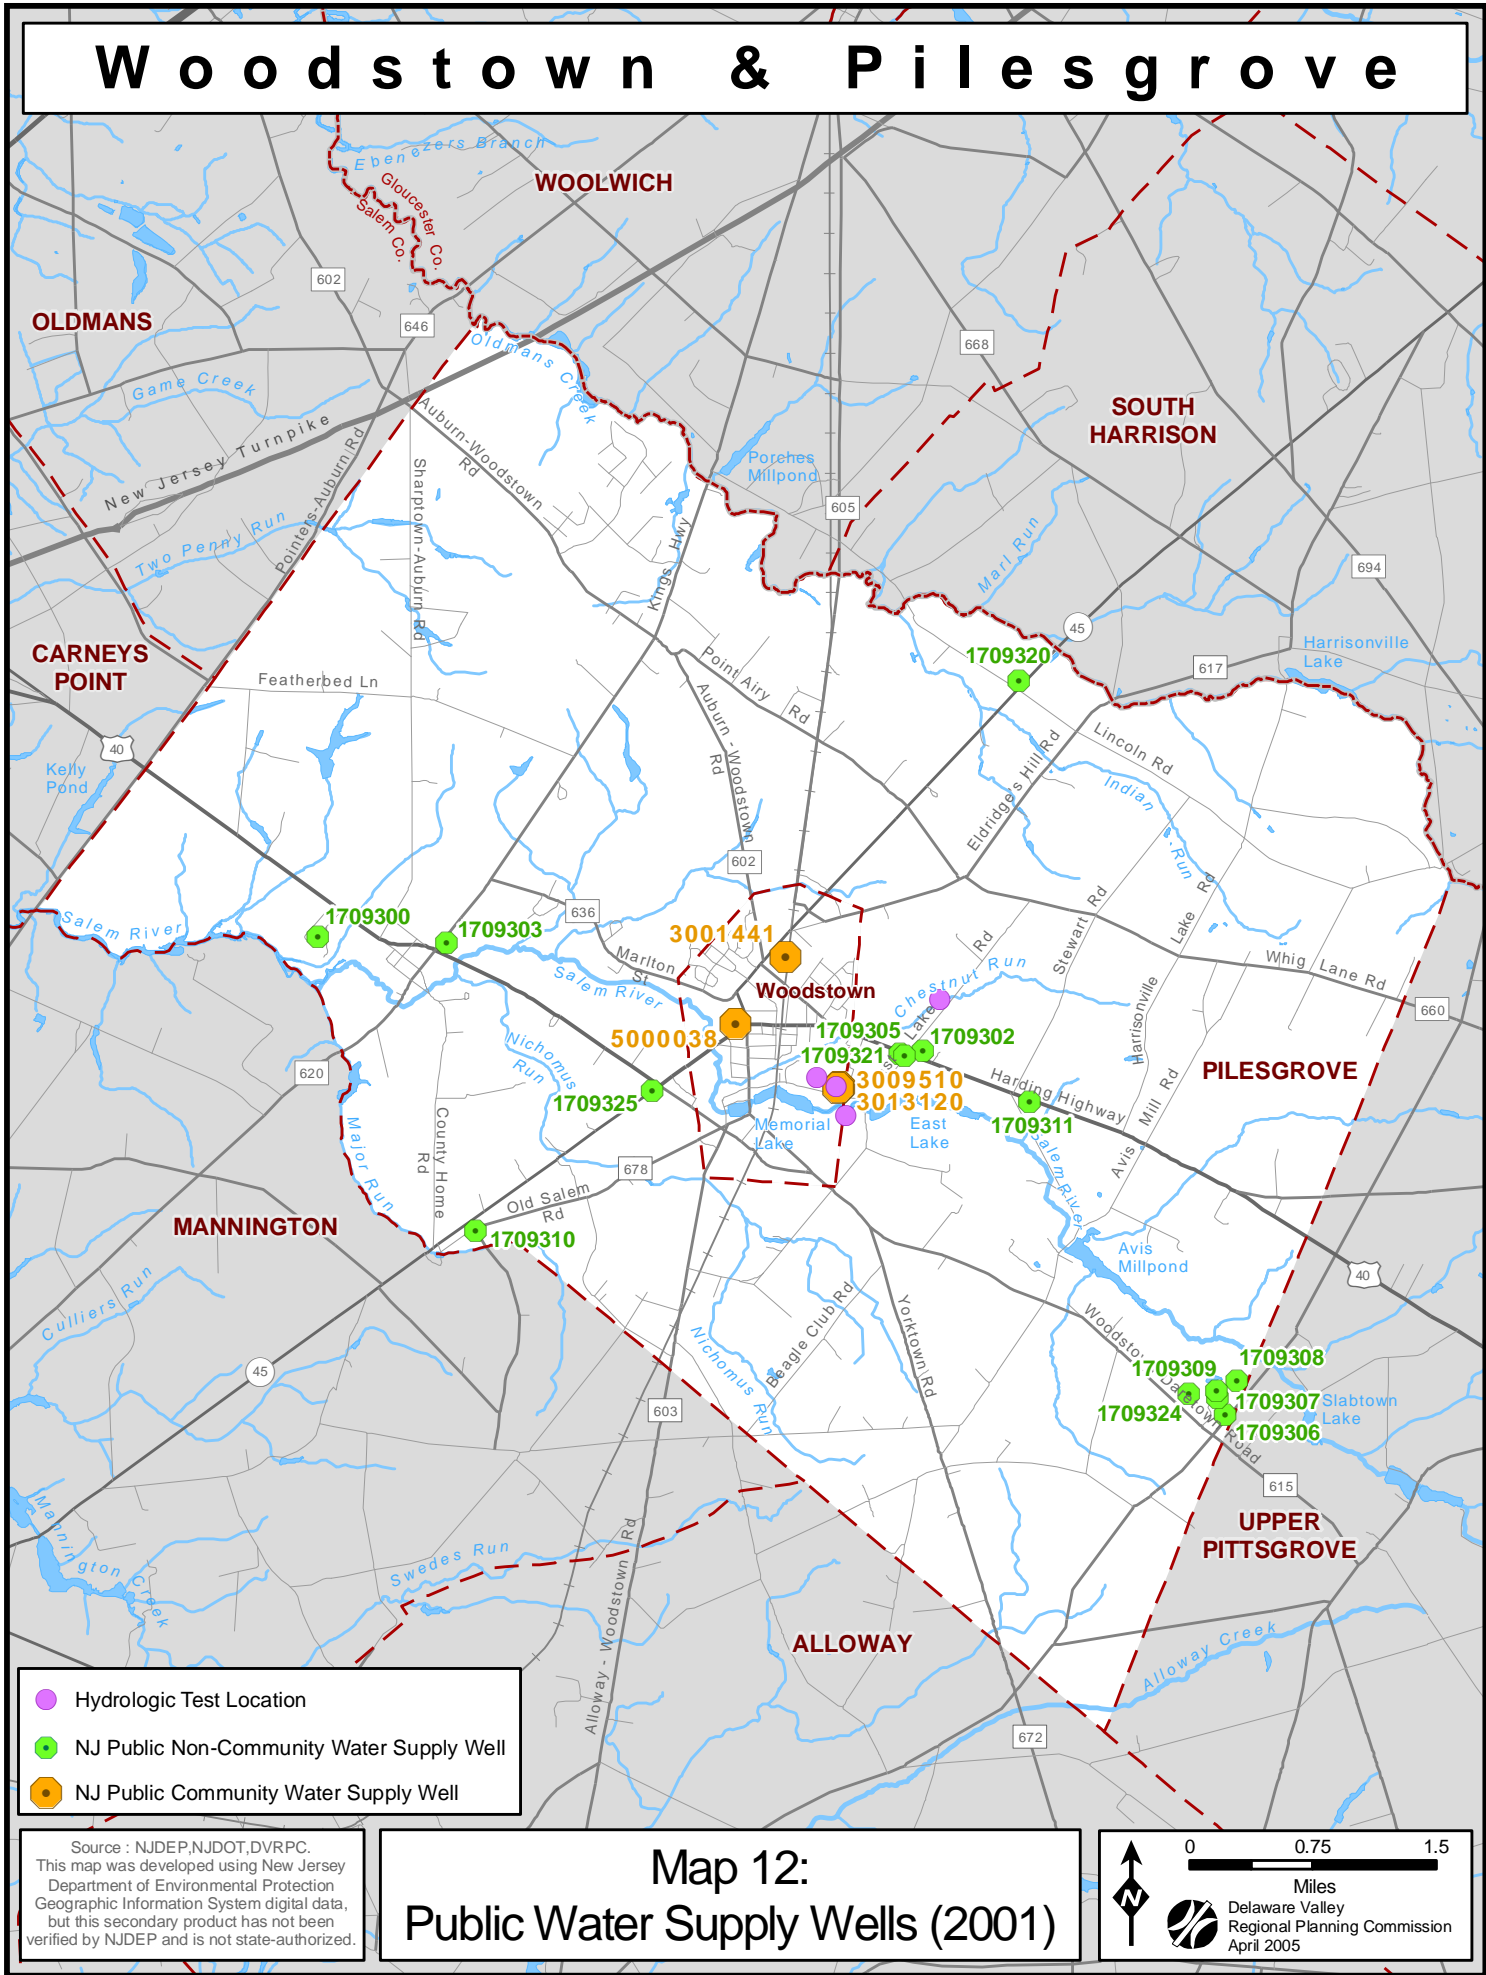 Woodstown & Pilesgrove
Ebenezers Branch
WOOLWICH
Gloucester Co.
Salem Co.
602
OLDMANS
646
Oldmans Creek
668
Game Creek
SOUTH
HARRISON
Auburn-Woodstown
Rd
New Jersey Turnpike
Pointers-Auburn Rd
Sharptown-Auburn Rd
Porches
Millpond
605
Two Penny Run
Kings Hwy
Marl Run
694
45
CARNEYS
POINT
1709320
Harrisonville
Lake
617
Point Airy
Rd
Featherbed Ln
Auburn - Woodstown
Rd
Lincoln Rd
40
Kelly
Pond
Eldridge's Hill Rd
Indian
Run
602
Stewart Rd
Lake Rd
1709300
636
Salem River
1709303
3001441
Marlton
St
Rd
Whig Lane Rd
Salem River
Chestnut Run
Woodstown
Harrisonville
660
Lake
5000038
1709305
1709302
Nichomus
Run
1709321
620
PILESGROVE
3009510
Harding Highway
3013120
1709325
1709311
Memorial
Lake
East
Lake
Avis Mill Rd
Major Run
County Home
Rd
Salem River
678
Old Salem
Rd
MANNINGTON
1709310
Avis
Millpond
40
Culliers Run
Beagle Club Rd
Yorktown Rd
Woodstown Daretown Road
Nichomus
Run
1709308
1709309
45
1709307
Slabtown
Lake
603
1709324
1709306
615
Mannington Creek
UPPER
PITTSGROVE
Swedes Run
Alloway - Woodstown Rd
ALLOWAY
Alloway Creek
672
Hydrologic Test Location
NJ Public Non-Community Water Supply Well
NJ Public Community Water Supply Well
Source : NJDEP,NJDOT,DVRPC.
This map was developed using New Jersey
Department of Environmental Protection
Geographic Information System digital data,
but this secondary product has not been
verified by NJDEP and is not state-authorized.
Map 12:
Public Water Supply Wells (2001)
0 0.75 1.5
Miles
N
Delaware Valley
Regional Planning Commission
April 2005